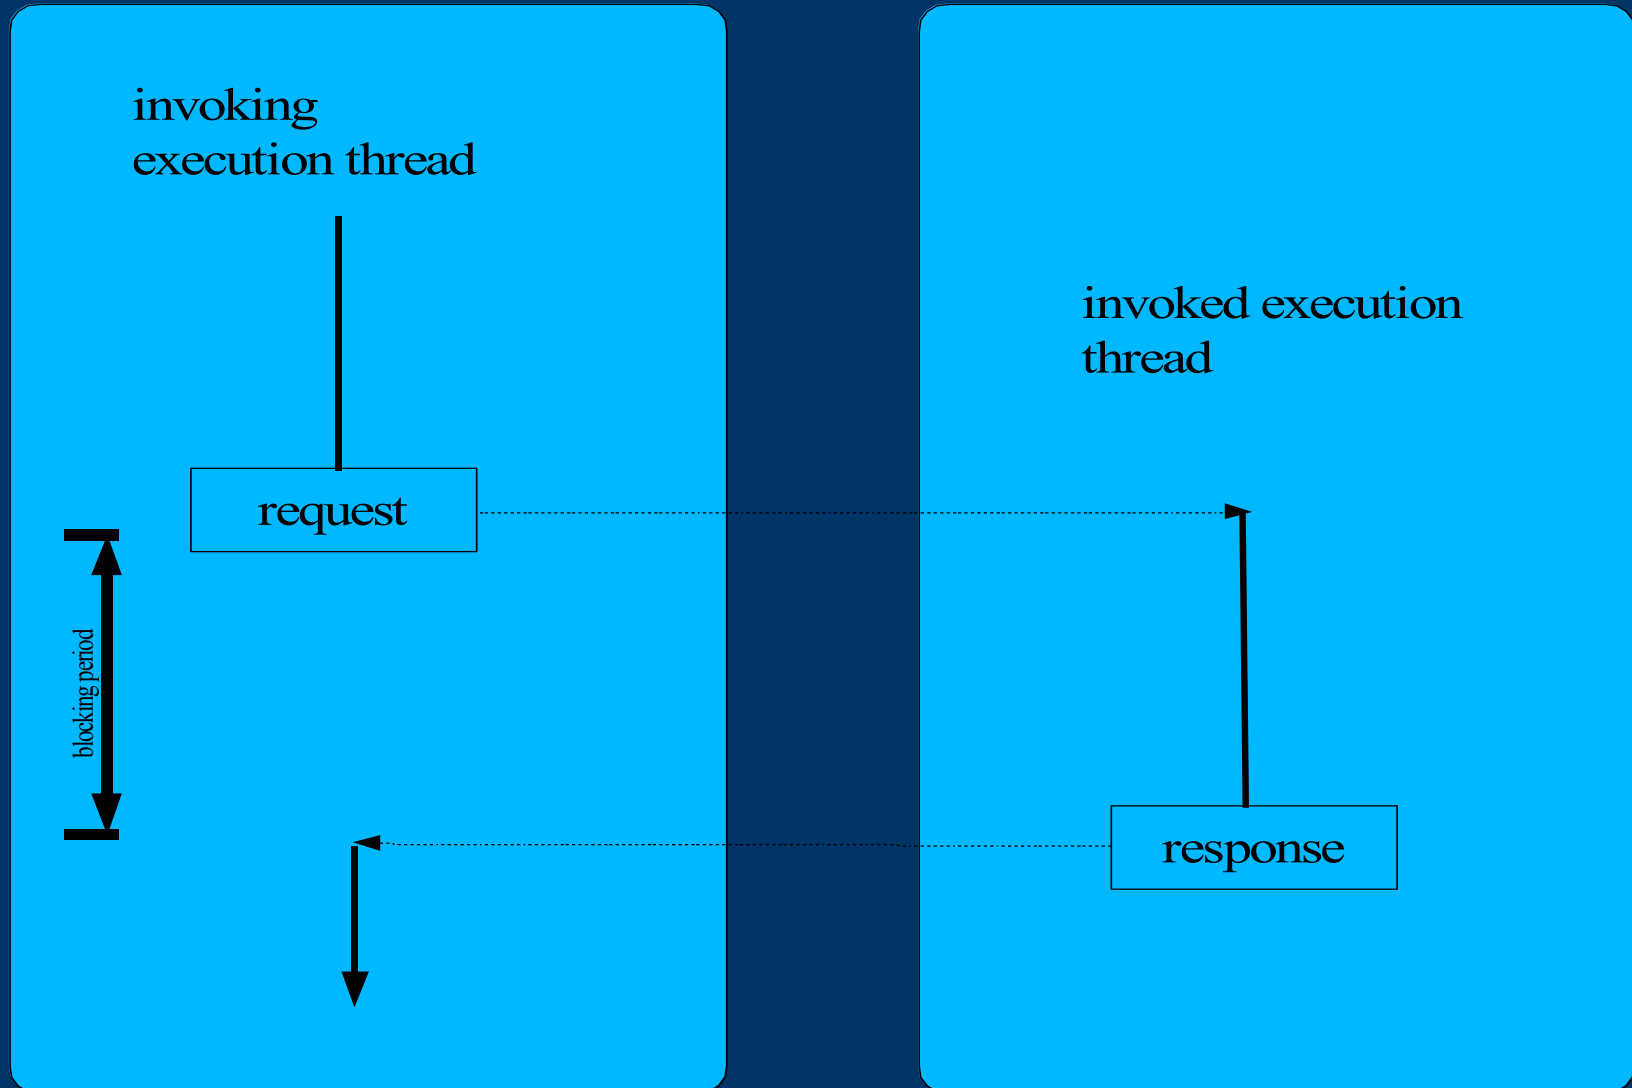 invoking
execution thread
invoked execution
thread
request
blocking period
response